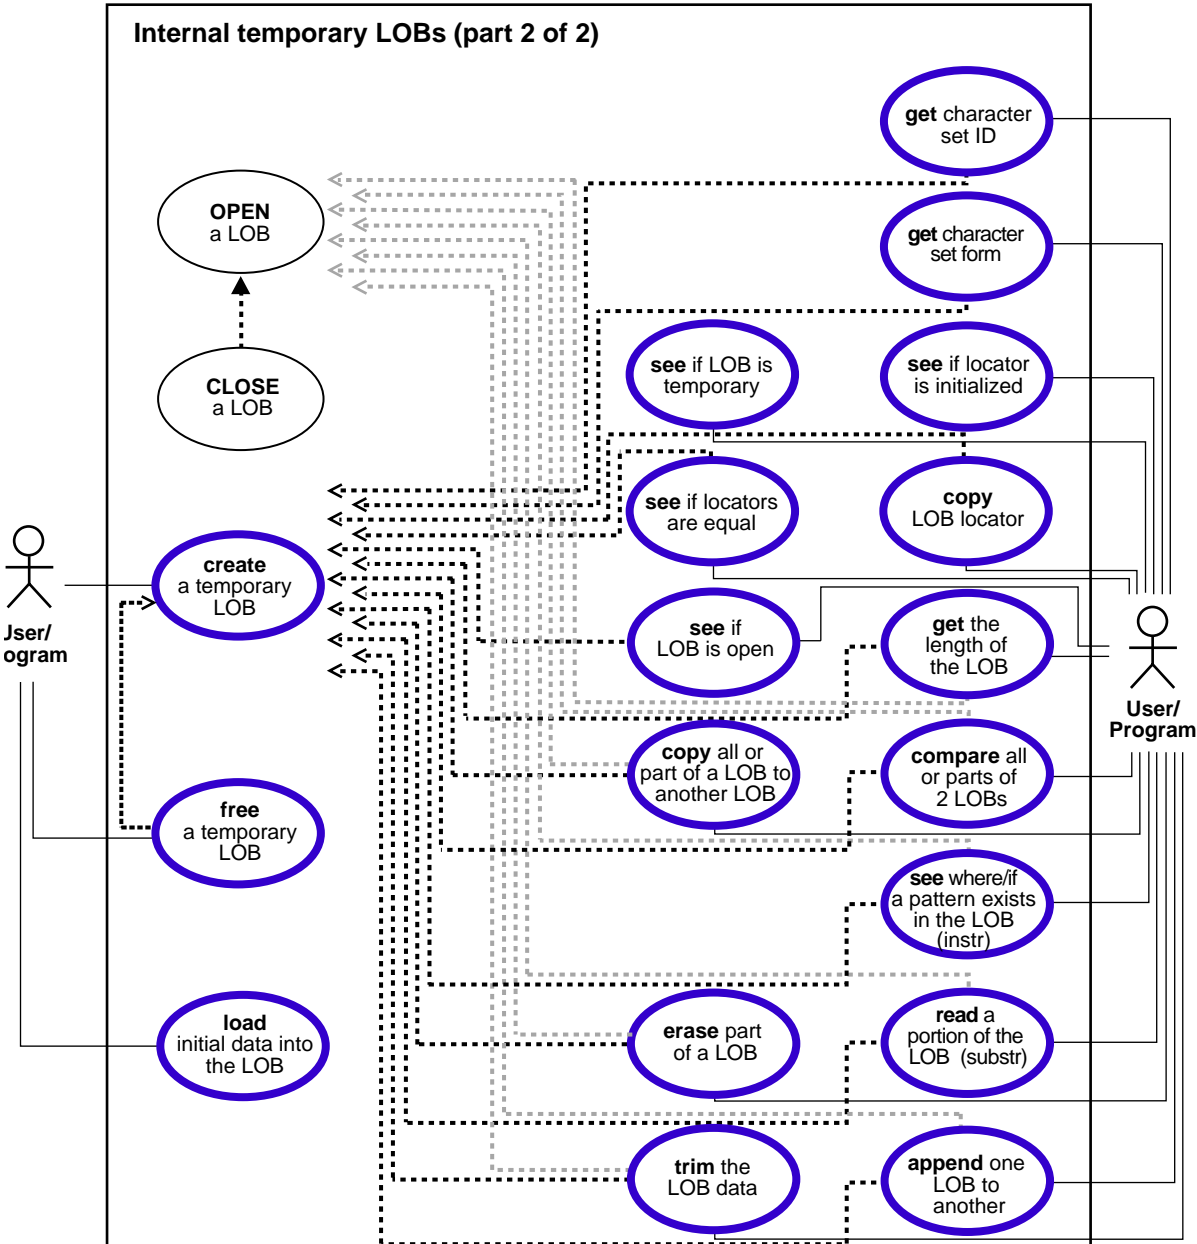 Internal temporary LOBs (part 2 of 2)
get character
set ID
OPEN
a LOB
get character
set form
CLOSE
a LOB
see if LOB is
temporary
see if locator
is initialized
see if locators
are equal
copy
LOB locator
create
a temporary
LOB
User/
ogram
see if
LOB is open
get the
length of
the LOB
User/
Program
copy all or
part of a LOB to
another LOB
compare all
or parts of
2 LOBs
free
a temporary
LOB
see where/if
a pattern exists
in the LOB
(instr)
load
initial data into
the LOB
erase part
of a LOB
read a
portion of the
LOB (substr)
trim the
LOB data
append one
LOB to
another